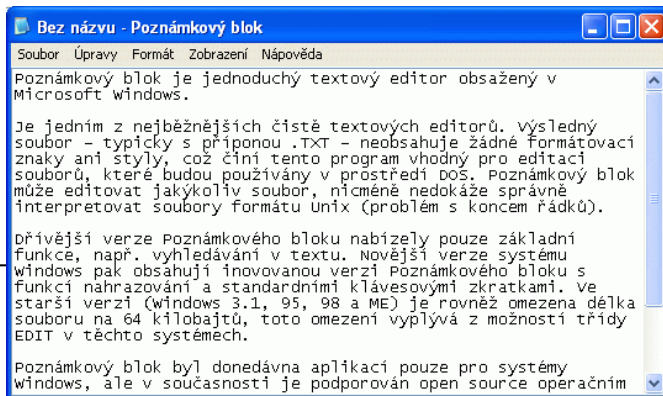 Bez názvu - Poznámkový blok
Soubor Úpravy Formát Zobrazení Nápověda
Poznámkový blok je jednoduchý textový editor obsažený v
Microsoft Windows.
Je jedním z nejběžnějších čistě textových editorů. Výsledný
soubor – typicky s příponou .TXT – neobsahuje žádné formátovací
znaky ani styly, což činí tento program vhodný pro editaci
souborů, které budou používány v prostředí DOS. Poznámkový blok
může editovat jakýkoliv soubor, nicméně nedokáže správně
interpretovat soubory formátu Unix (problém s koncem řádků).
Dřívější verze Poznámkového bloku nabízely pouze základní
funkce, např. vyhledávání v textu. Novější verze systému
Windows pak obsahují inovovanou verzi Poznámkového bloku s
funkcí nahrazování a standardními klávesovými zkratkami. Ve
starší verzi (Windows 3.1, 95, 98 a ME) je rovněž omezena délka
souboru na 64 kilobajtů, toto omezení vyplývá z možností třídy
EDIT v těchto systémech.
Poznámkový blok byl donedávna aplikací pouze pro systémy
Windows, ale v současnosti je podporován open source operačním